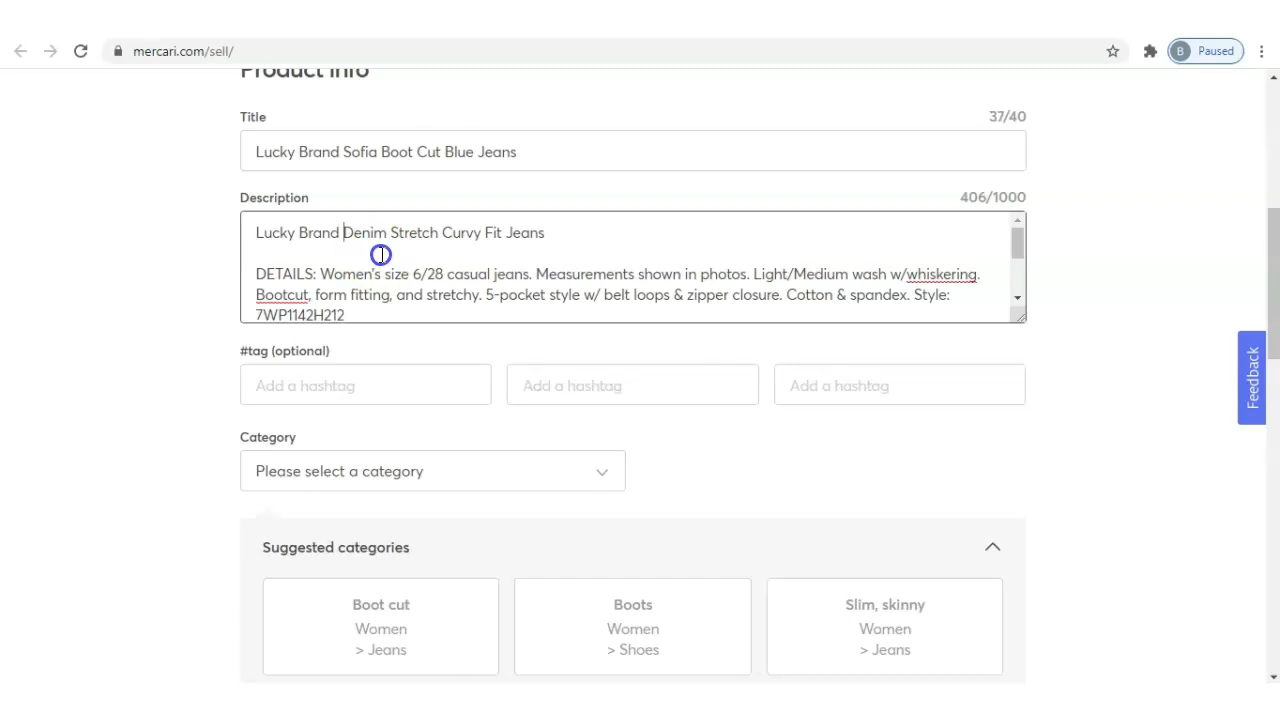 mercari.com/sell/
B
Paused
Product Info
Title
37/40
Lucky Brand Sofia Boot Cut Blue Jeans
Description
406/1000
Lucky Brand Denim Stretch Curvy Fit Jeans
DETAILS: Women's size 6/28 casual jeans. Measurements shown in photos. Light/Medium wash w/whiskering.
Bootcut, form fitting, and stretchy. 5-pocket style w/ belt loops & zipper closure. Cotton & spandex. Style:
7WP1142H212
#tag (optional)
Add a hashtag
Add a hashtag
Add a hashtag
Category
Please select a category
Suggested categories
Boot cut
Women
> Jeans
Boots
Women
> Shoes
Slim, skinny
Women
> Jeans
Feedback